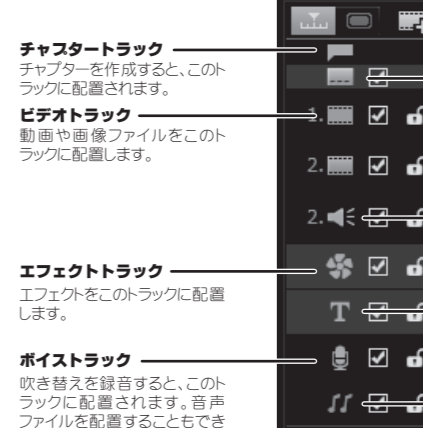 チャプタートラック
チャプターを作成すると、このト
ラックに配置されます。
ビデオトラック
動画や画像ファイルをこのト
ラックに配置します。
1.
2.
2.
エフェクトトラック
エフェクトをこのトラックに配置
します。
T
ボイストラック
吹き替えを録音すると、このト
ラックに配置されます。音声
ファイルを配置することもでき